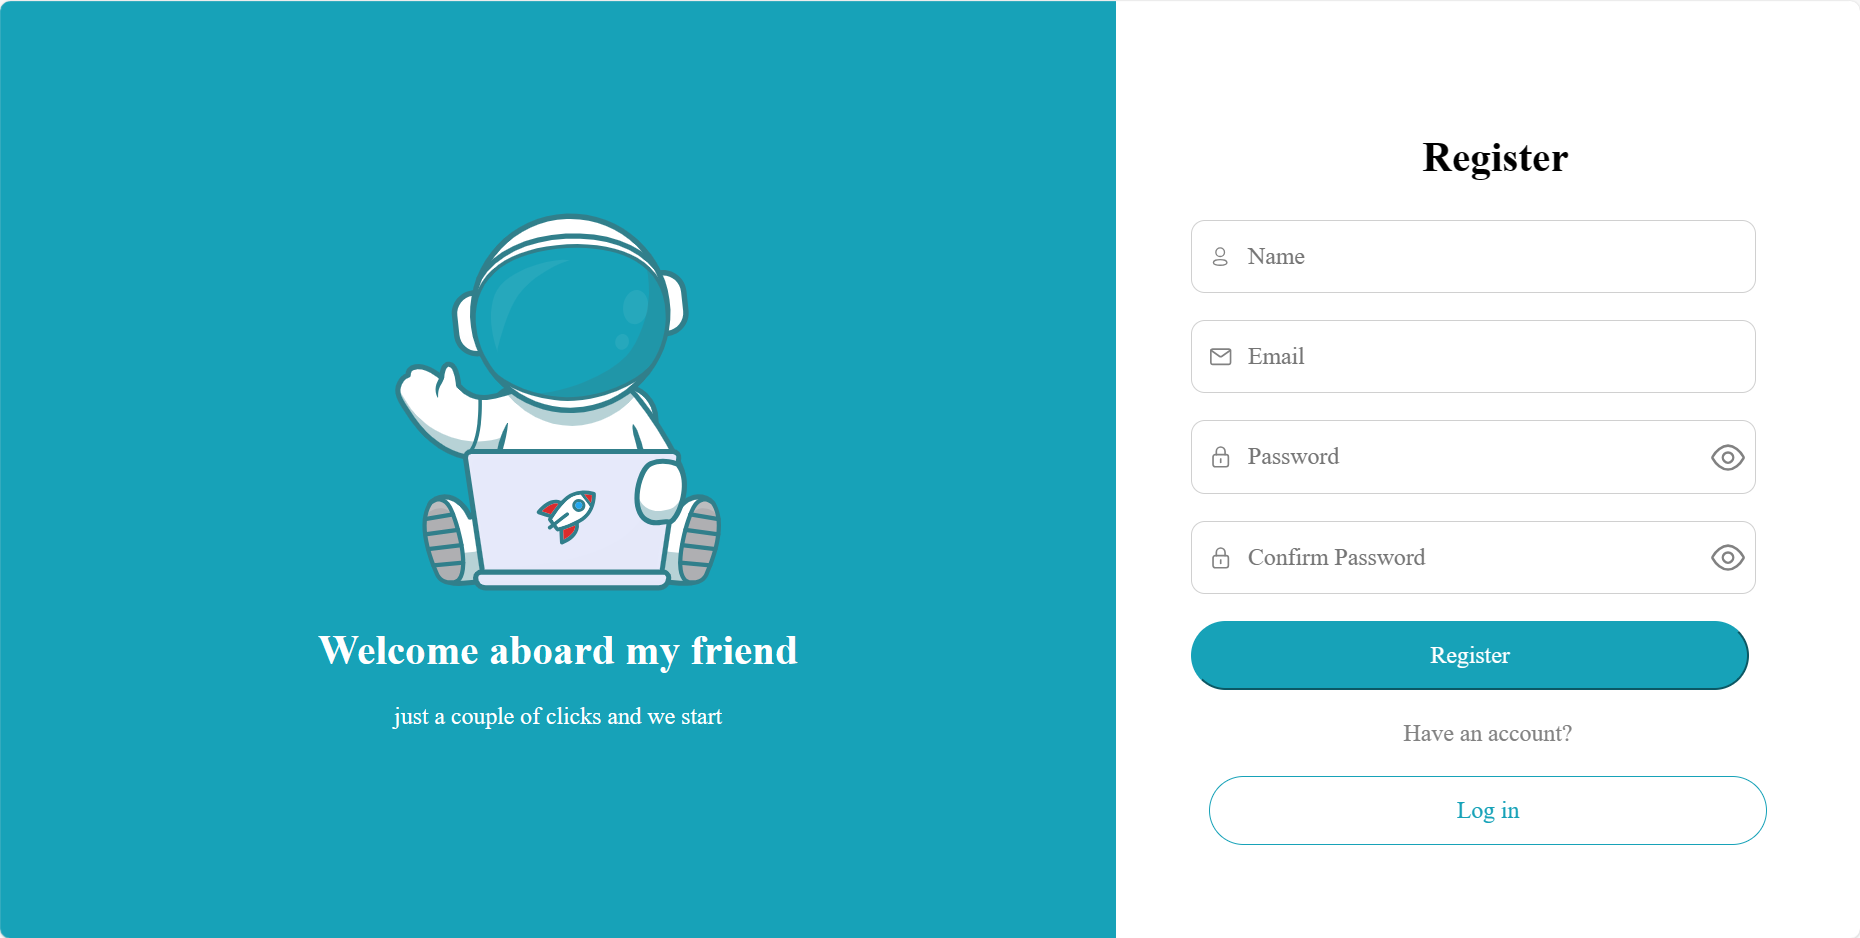 Welcome aboard my friend
just a couple of clicks and we start
Register
Name
Email
Password
Confirm Password
Register
Have an account?
Log in